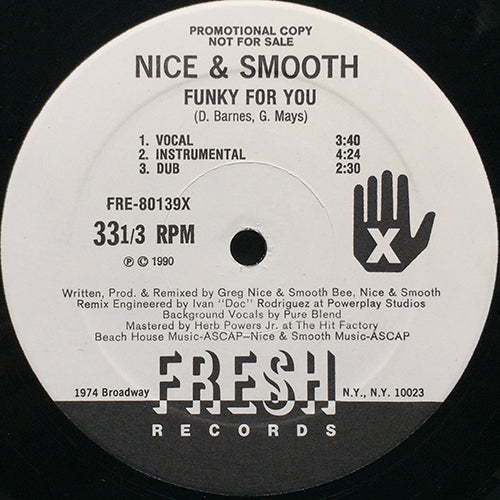 PROMOTIONAL COPY
NOT FOR SALE
NICE & SMOOTH
FUNKY FOR YOU
(D. Barnes, G. Mays)
1. VOCAL 3:40
2. INSTRUMENTAL 4:24
3. DUB 2:30
FRE-80139X
33 1/3 RPM
X
℗ © 1990
Written, Prod. & Remixed by Greg Nice & Smooth Bee, Nice & Smooth
Remix Engineered by Ivan "Doc" Rodriguez at Powerplay Studios
Background Vocals by Pure Blend
Mastered by Herb Powers Jr. at The Hit Factory
Beach House Music-ASCAP–Nice & Smooth Music-ASCAP
1974 Broadway FRESH N.Y., N.Y. 10023
RECORDS